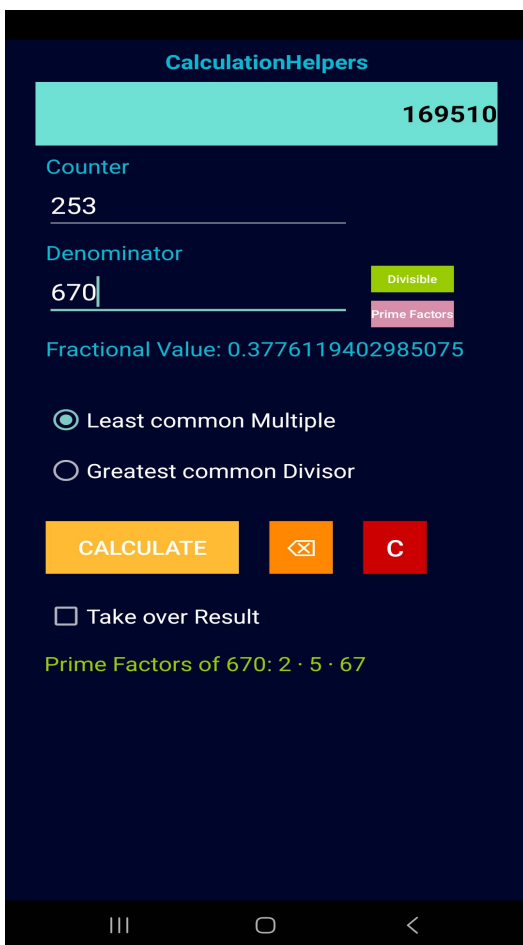 CalculationHelpers
169510
Counter
253
Denominator
670
Divisible
Prime Factors
Fractional Value: 0.3776119402985075
Least common Multiple
Greatest common Divisor
CALCULATE
C
Take over Result
Prime Factors of 670: 2 · 5 · 67